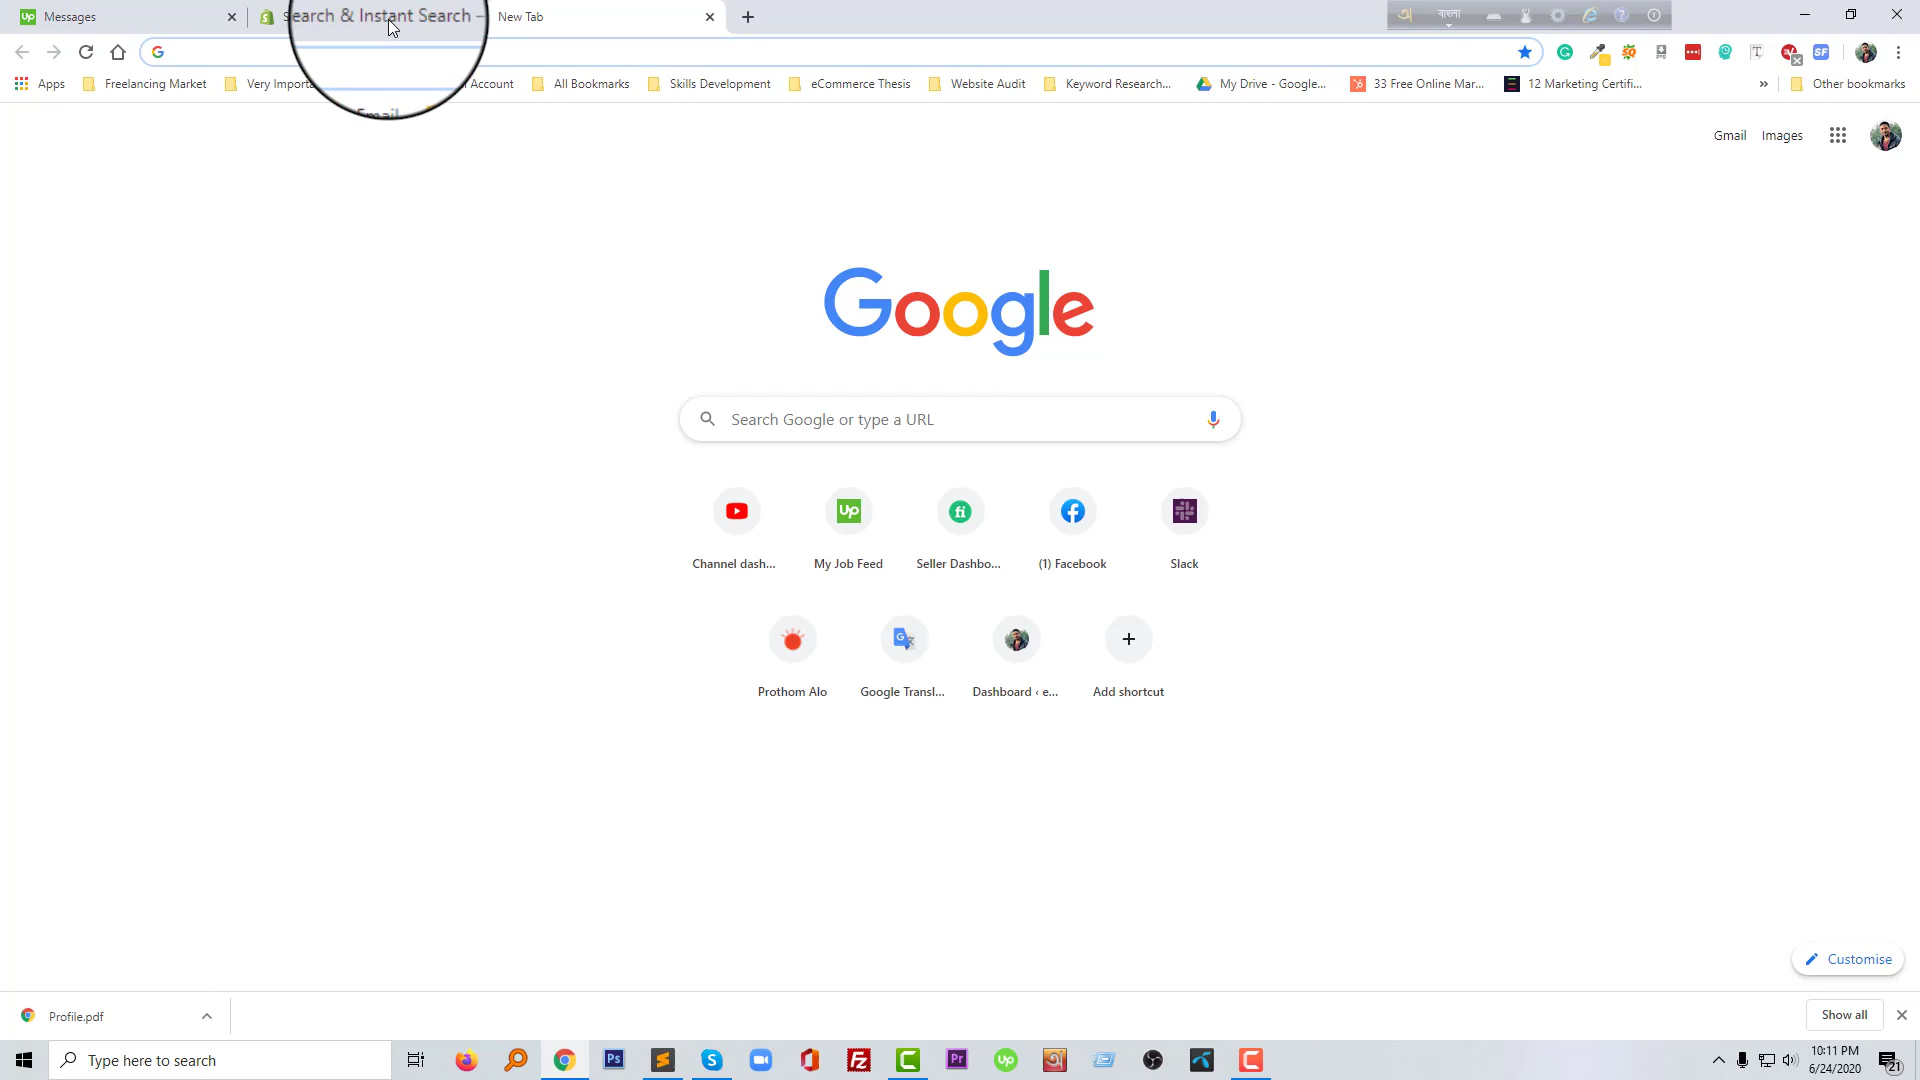 Messages
Search & Instant Search -
New Tab
বাংলা
Apps
Freelancing Market
Very Importa
Account
All Bookmarks
Skills Development
eCommerce Thesis
Website Audit
Keyword Research...
My Drive - Google...
33 Free Online Mar...
12 Marketing Certifi...
»
Other bookmarks
Email
Gmail
Images
Google
Search Google or type a URL
Channel dash...
My Job Feed
Seller Dashbo...
(1) Facebook
Slack
Prothom Alo
Google Transl...
Dashboard ‹ e...
Add shortcut
Customise
Profile.pdf
Show all
Type here to search
10:11 PM
6/24/2020
21